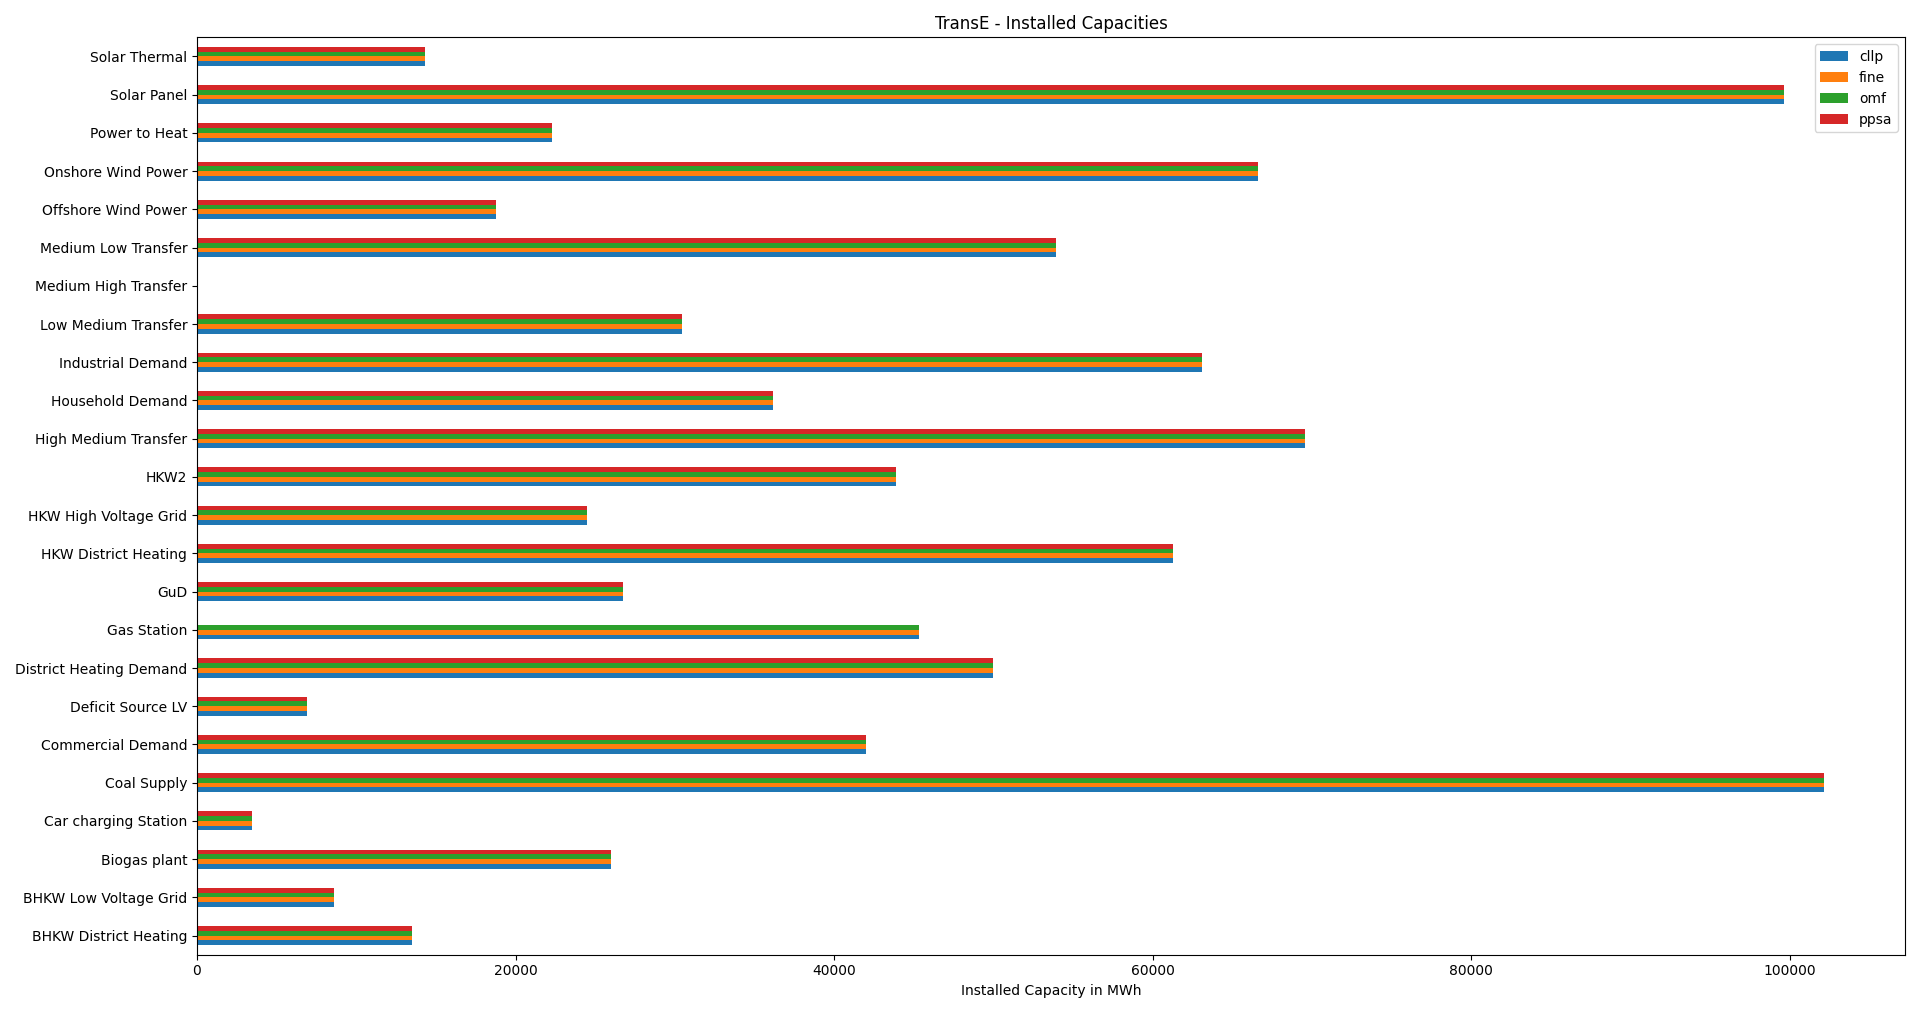 TransE - Installed Capacities
cllp
fine
omf
ppsa
Solar Thermal
Solar Panel
Power to Heat
Onshore Wind Power
Offshore Wind Power
Medium Low Transfer
Medium High Transfer
Low Medium Transfer
Industrial Demand
Household Demand
High Medium Transfer
HKW2
HKW High Voltage Grid
HKW District Heating
GuD
Gas Station
District Heating Demand
Deficit Source LV
Commercial Demand
Coal Supply
Car charging Station
Biogas plant
BHKW Low Voltage Grid
BHKW District Heating
0 20000 40000 60000 80000 100000
Installed Capacity in MWh